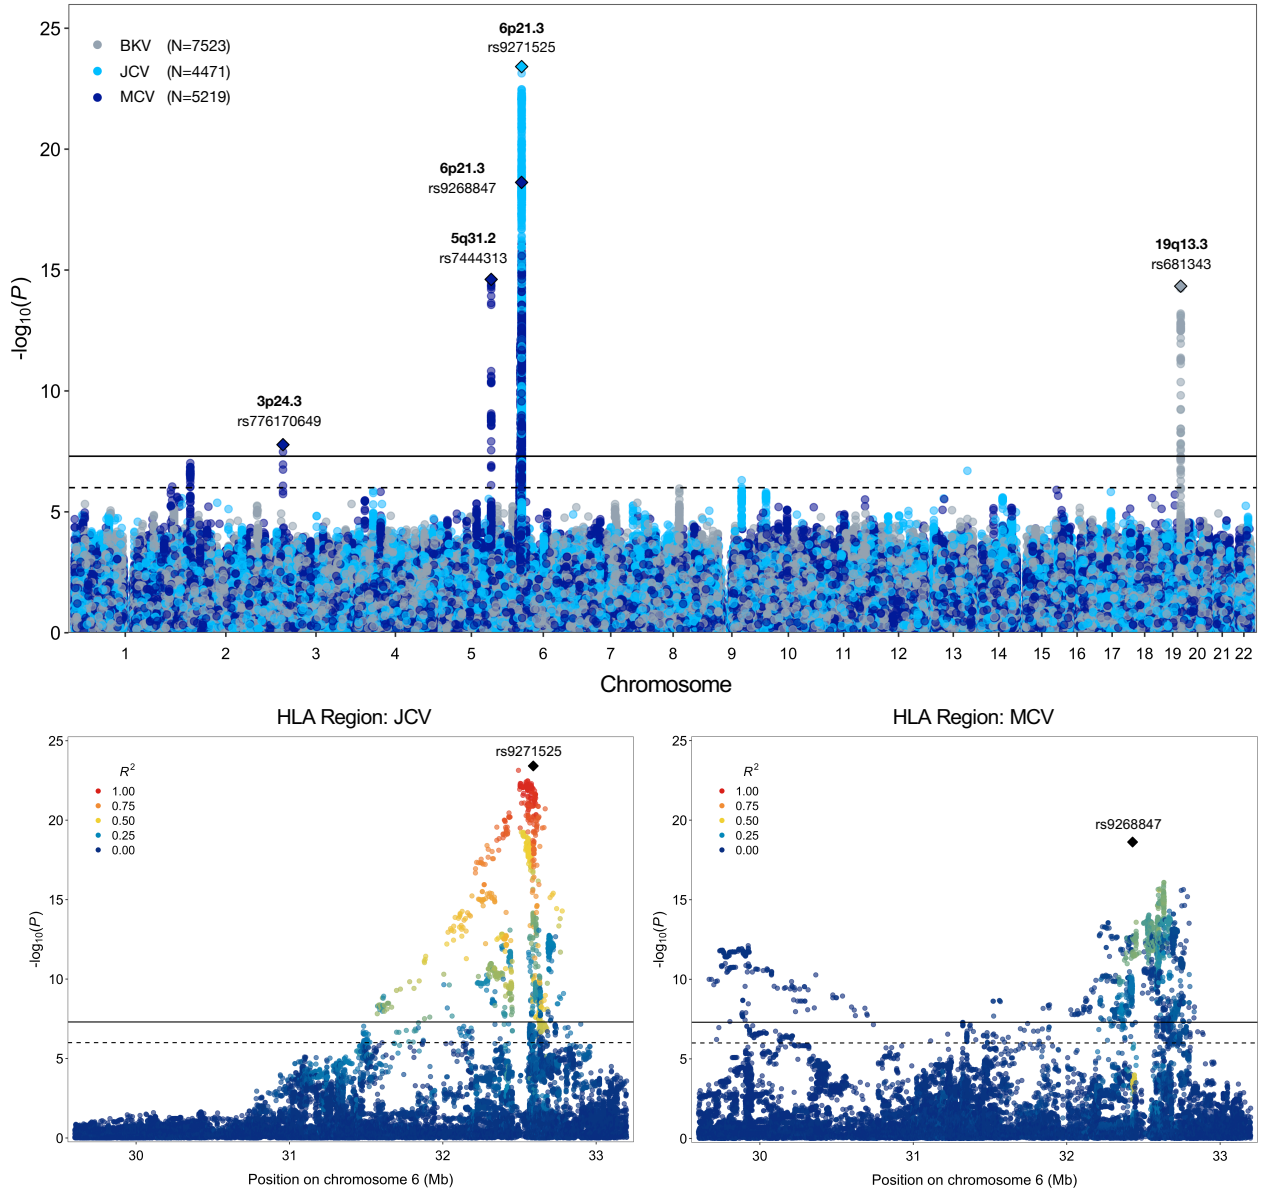 25
20
15
10
5
0
-log10(P)
BKV (N=7523)
JCV (N=4471)
MCV (N=5219)
6p21.3
rs9271525
6p21.3
rs9268847
5q31.2
rs7444313
19q13.3
rs681343
3p24.3
rs776170649
1 2 3 4 5 6 7 8 9 10 11 12 13 14 15 16 17 18 19 20 21 22
Chromosome
HLA Region: JCV
25
20
15
10
5
0
-log10(P)
R2
1.00
0.75
0.50
0.25
0.00
rs9271525
30 31 32 33
Position on chromosome 6 (Mb)
HLA Region: MCV
25
20
15
10
5
0
-log10(P)
R2
1.00
0.75
0.50
0.25
0.00
rs9268847
30 31 32 33
Position on chromosome 6 (Mb)